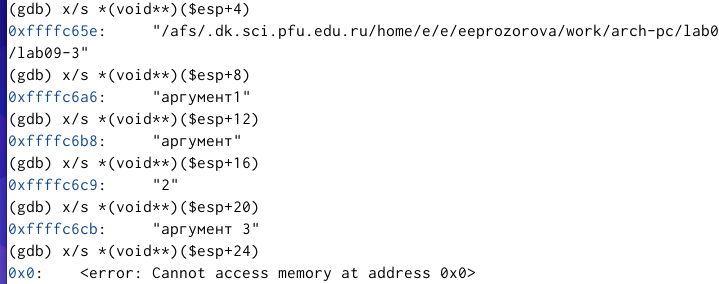 (gdb) x/s *(void**)($esp+4)
0xffffc65e:     "/afs/.dk.sci.pfu.edu.ru/home/e/e/eeprozorova/work/arch-pc/lab0
/lab09-3"
(gdb) x/s *(void**)($esp+8)
0xffffc6a6:     "аргумент1"
(gdb) x/s *(void**)($esp+12)
0xffffc6b8:     "аргумент"
(gdb) x/s *(void**)($esp+16)
0xffffc6c9:     "2"
(gdb) x/s *(void**)($esp+20)
0xffffc6cb:     "аргумент 3"
(gdb) x/s *(void**)($esp+24)
0x0:    <error: Cannot access memory at address 0x0>